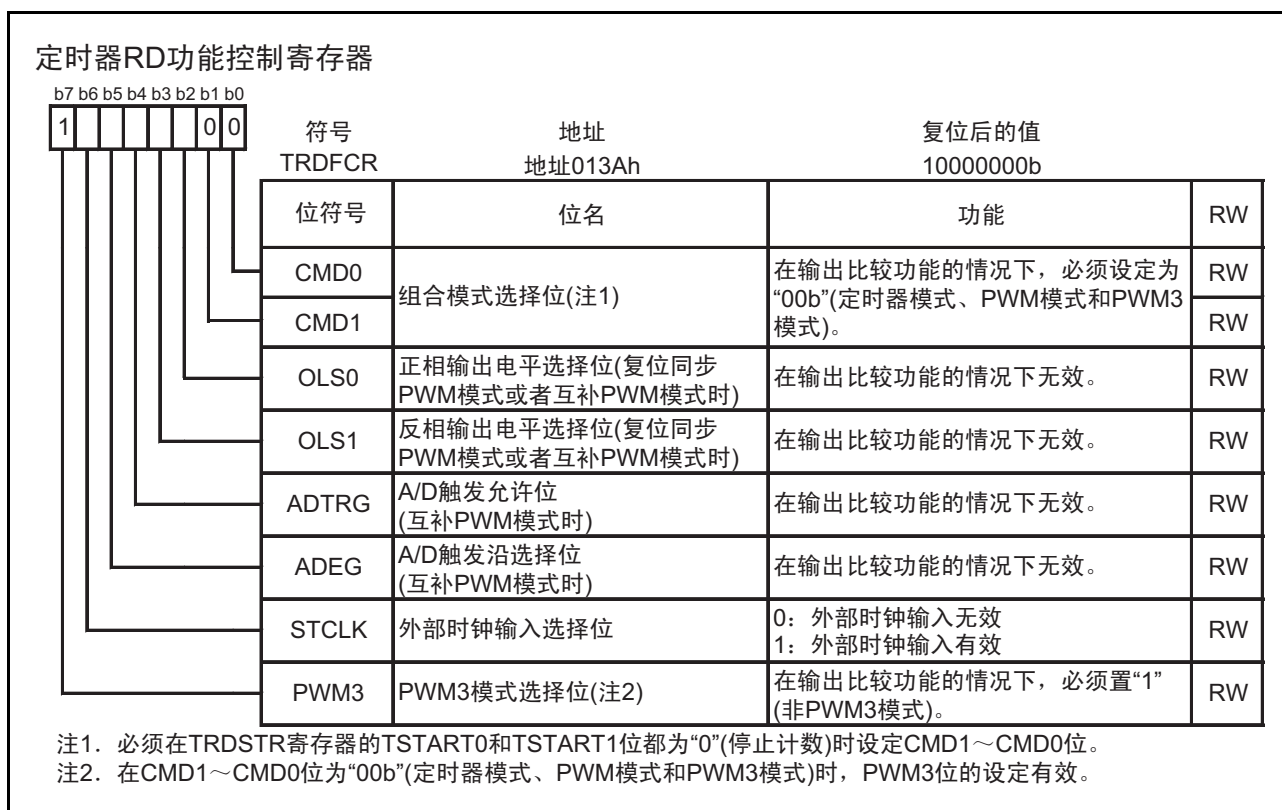 定时器RD功能控制寄存器
b7 b6 b5 b4 b3 b2 b1 b0
1 0 0
符号 地址 复位后的值
TRDFCR 地址013Ah 10000000b
位符号 位名 功能 RW
CMD0 组合模式选择位(注1) 在输出比较功能的情况下，必须设定为 RW
“00b”(定时器模式、PWM模式和PWM3
CMD1 模式)。 RW
OLS0 正相输出电平选择位(复位同步
PWM模式或者互补PWM模式时) 在输出比较功能的情况下无效。 RW
OLS1 反相输出电平选择位(复位同步
PWM模式或者互补PWM模式时) 在输出比较功能的情况下无效。 RW
ADTRG A/D触发允许位
(互补PWM模式时) 在输出比较功能的情况下无效。 RW
ADEG A/D触发沿选择位
(互补PWM模式时) 在输出比较功能的情况下无效。 RW
STCLK 外部时钟输入选择位 0：外部时钟输入无效
1：外部时钟输入有效 RW
PWM3 PWM3模式选择位(注2) 在输出比较功能的情况下，必须置“1”
(非PWM3模式)。 RW
注1．必须在TRDSTR寄存器的TSTART0和TSTART1位都为“0”(停止计数)时设定CMD1～CMD0位。
注2．在CMD1～CMD0位为“00b”(定时器模式、PWM模式和PWM3模式)时，PWM3位的设定有效。